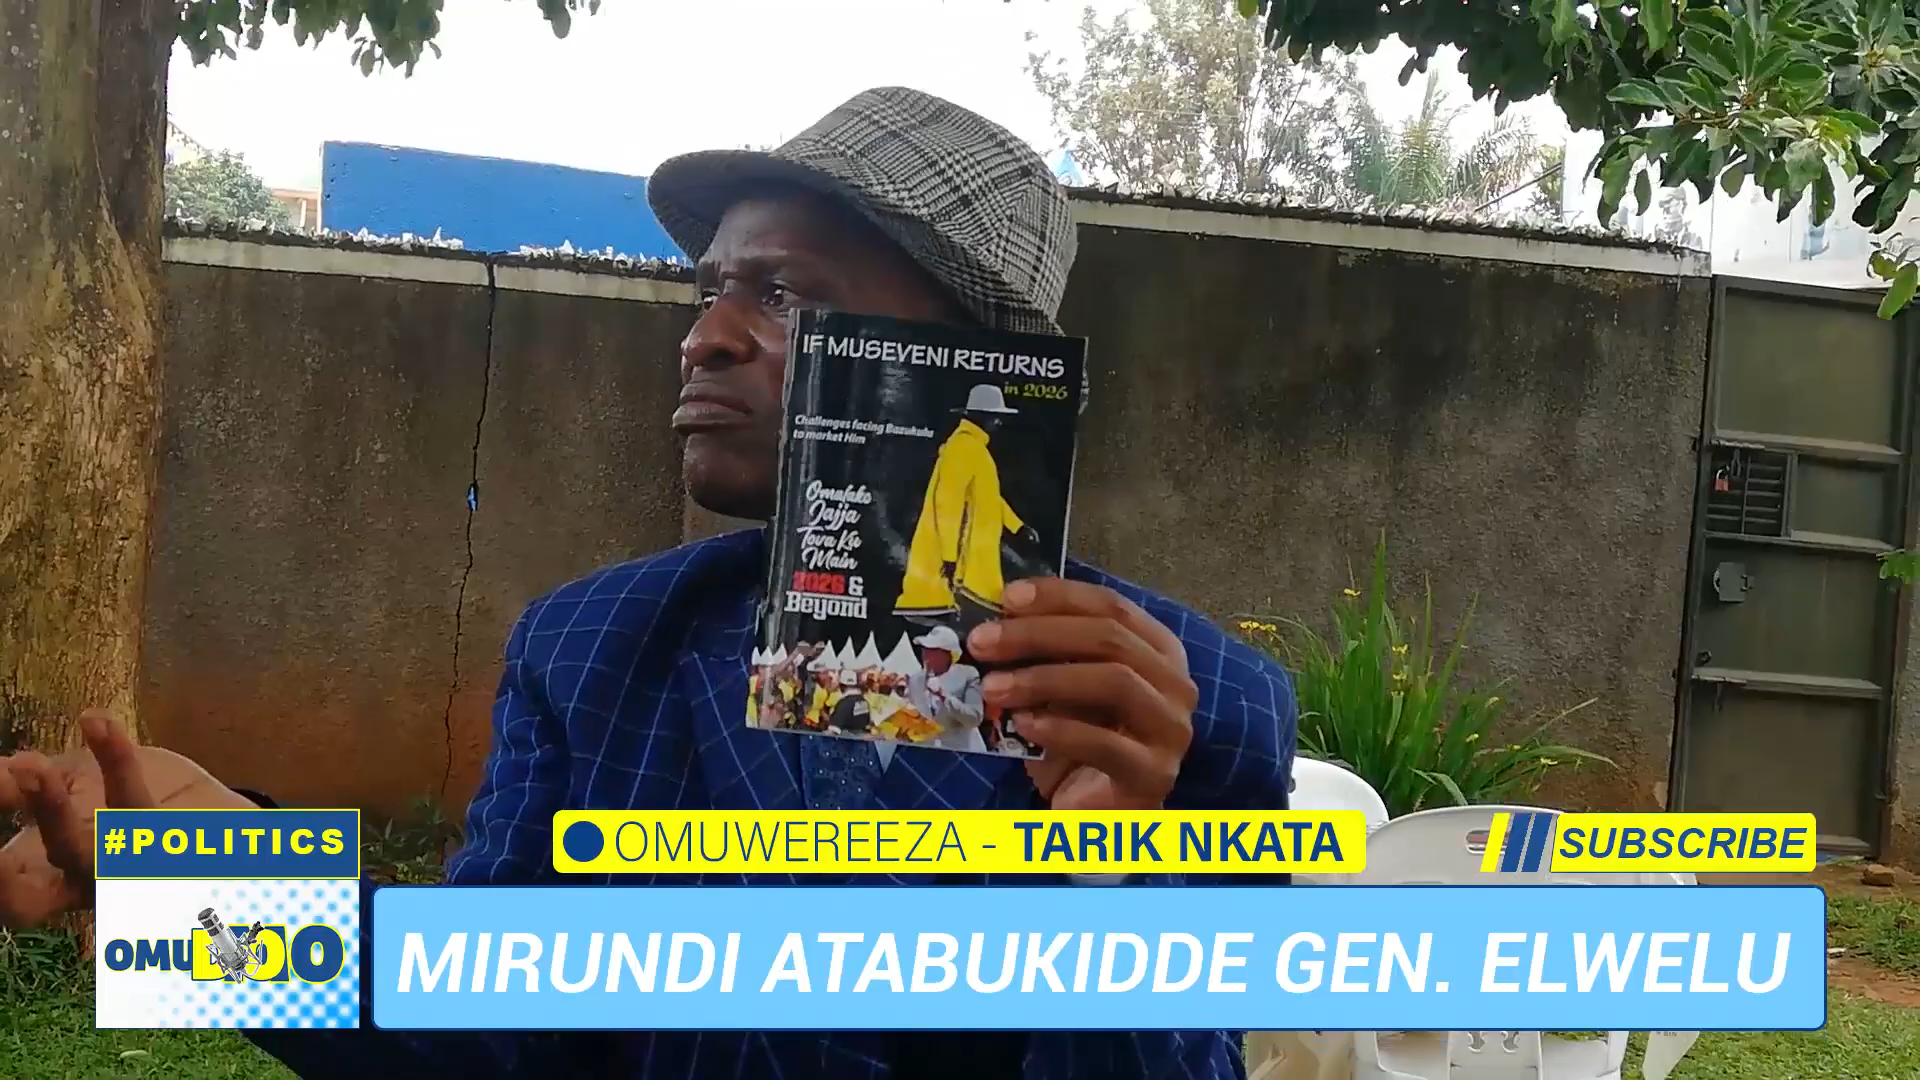 IF MUSEVENI RETURNS
in 2026
Challenges facing Bazukulu
to market Him
Omalako
Jajja
Tova Ku
Main
2026 &
Beyond
#POLITICS
OMUWEREEZA - TARIK NKATA
SUBSCRIBE
MIRUNDI ATABUKIDDE GEN. ELWELU